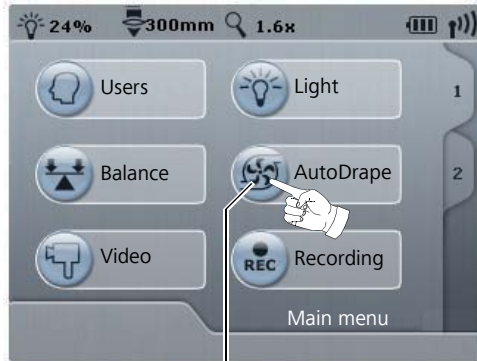 24% 300mm 1.6x
Users Light 1
Balance AutoDrape 2
Video REC Recording
Main menu